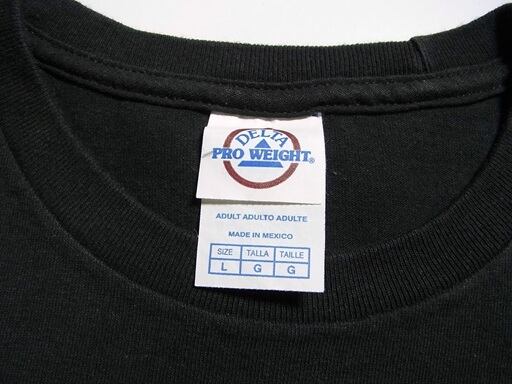 DELTA
PRO WEIGHT®
ADULT ADULTO ADULTE
MADE IN MEXICO
SIZE TALLA TAILLE
L G G